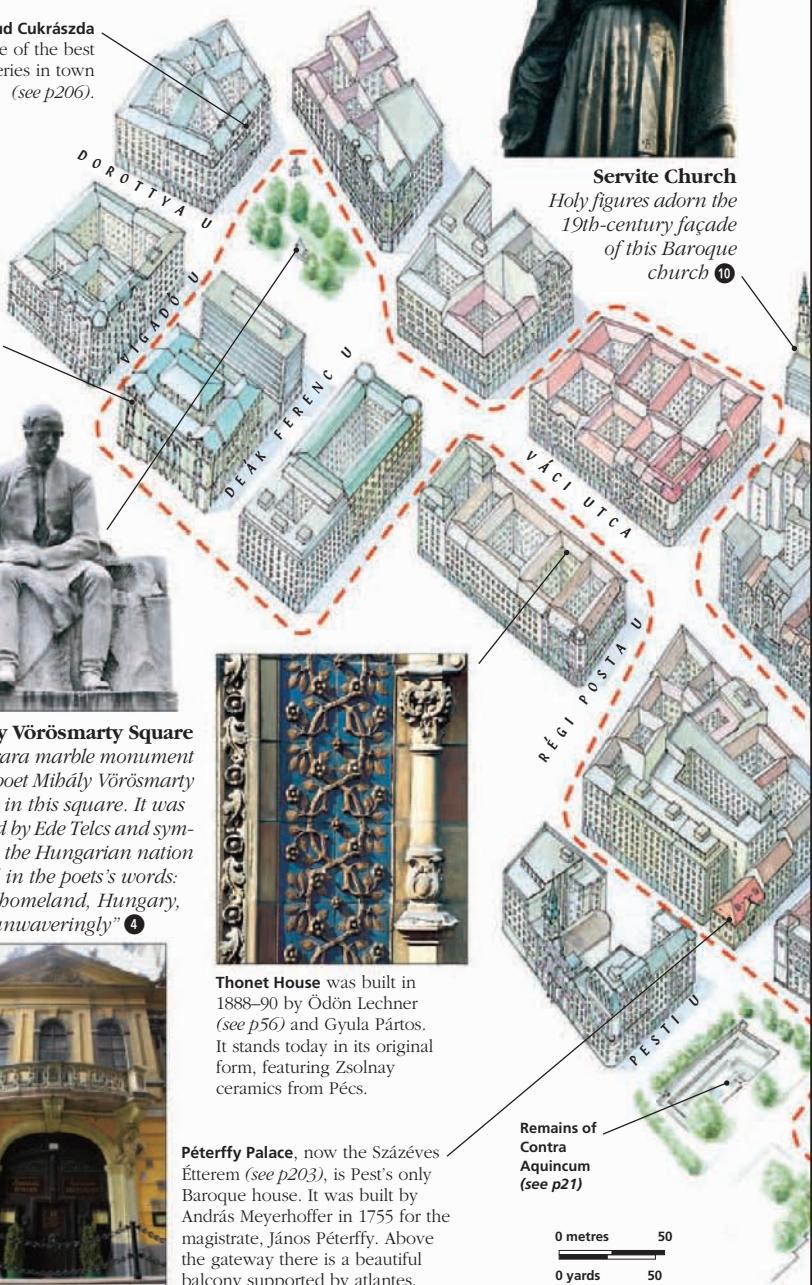 ud Cukrászda
e of the best
eries in town
(see p206).
DOROTTYA U
VIGADÓ U
DEÁK FERENC U
Servite Church
Holy figures adorn the
19th-century façade
of this Baroque
church 10
VÁCI UTCA
RÉGI POSTA U
y Vörösmarty Square
ara marble monument
poet Mihály Vörösmarty
in this square. It was
d by Ede Telcs and sym-
the Hungarian nation
in the poets's words:
homeland, Hungary,
unwaveringly" 4
Thonet House was built in
1888–90 by Ödön Lechner
(see p56) and Gyula Pártos.
It stands today in its original
form, featuring Zsolnay
ceramics from Pécs.
PESTI U
Péterffy Palace, now the Százéves
Étterem (see p203), is Pest's only
Baroque house. It was built by
András Meyerhoffer in 1755 for the
magistrate, János Péterffy. Above
the gateway there is a beautiful
balcony supported by atlantes.
Remains of
Contra
Aquincum
(see p21)
0 metres 50
0 yards 50